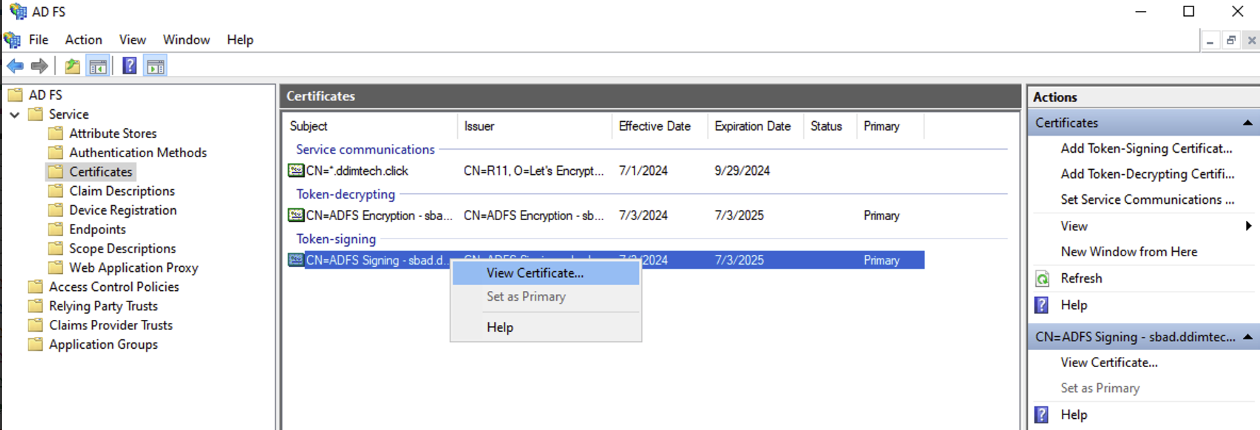 AD FS
File Action View Window Help
AD FS
Service
Attribute Stores
Authentication Methods
Certificates
Claim Descriptions
Device Registration
Endpoints
Scope Descriptions
Web Application Proxy
Access Control Policies
Relying Party Trusts
Claims Provider Trusts
Application Groups
Certificates
Subject Issuer Effective Date Expiration Date Status Primary
Service communications
CN=*.ddimtech.click CN=R11, O=Let's Encrypt... 7/1/2024 9/29/2024
Token-decrypting
CN=ADFS Encryption - sba... CN=ADFS Encryption - sb... 7/3/2024 7/3/2025 Primary
Token-signing
CN=ADFS Signing - sbad.d... /2024 7/3/2025 Primary
View Certificate...
Set as Primary
Help
Actions
Certificates
Add Token-Signing Certificat...
Add Token-Decrypting Certifi...
Set Service Communications ...
View
New Window from Here
Refresh
Help
CN=ADFS Signing - sbad.ddimtec...
View Certificate...
Set as Primary
Help